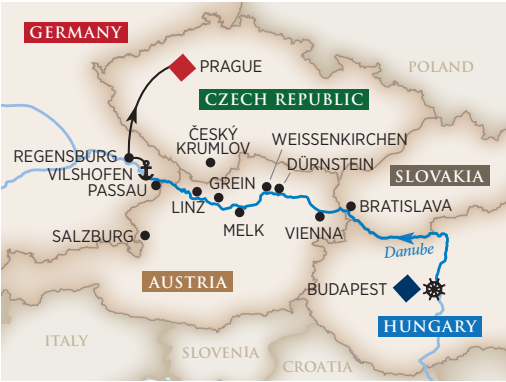 GERMANY
PRAGUE
POLAND
CZECH REPUBLIC
ČESKÝ
KRUMLOV
WEISSENKIRCHEN
DÜRNSTEIN
REGENSBURG
VILSHOFEN
PASSAU
GREIN
LINZ
MELK
VIENNA
BRATISLAVA
SLOVAKIA
SALZBURG
Danube
AUSTRIA
BUDAPEST
HUNGARY
ITALY
SLOVENIA
CROATIA